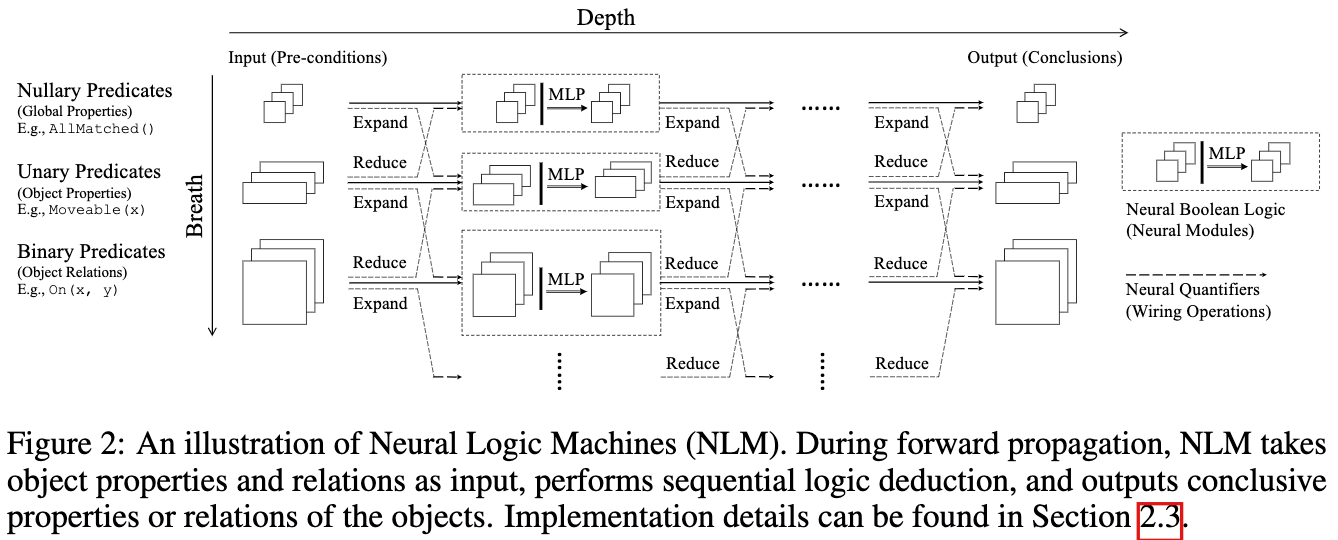 Depth
Input (Pre-conditions)
Output (Conclusions)
Breath
Nullary Predicates
(Global Properties)
E.g., AllMatched()
Unary Predicates
(Object Properties)
E.g., Moveable(x)
Binary Predicates
(Object Relations)
E.g., On(x, y)
Expand
Reduce
Expand
Reduce
Expand
MLP
MLP
MLP
Expand
Reduce
Expand
Reduce
Expand
Reduce
......
......
......
Expand
Reduce
Expand
Reduce
Reduce
MLP
Neural Boolean Logic
(Neural Modules)
Neural Quantifiers
(Wiring Operations)
Figure 2: An illustration of Neural Logic Machines (NLM). During forward propagation, NLM takes
object properties and relations as input, performs sequential logic deduction, and outputs conclusive
properties or relations of the objects. Implementation details can be found in Section 2.3.